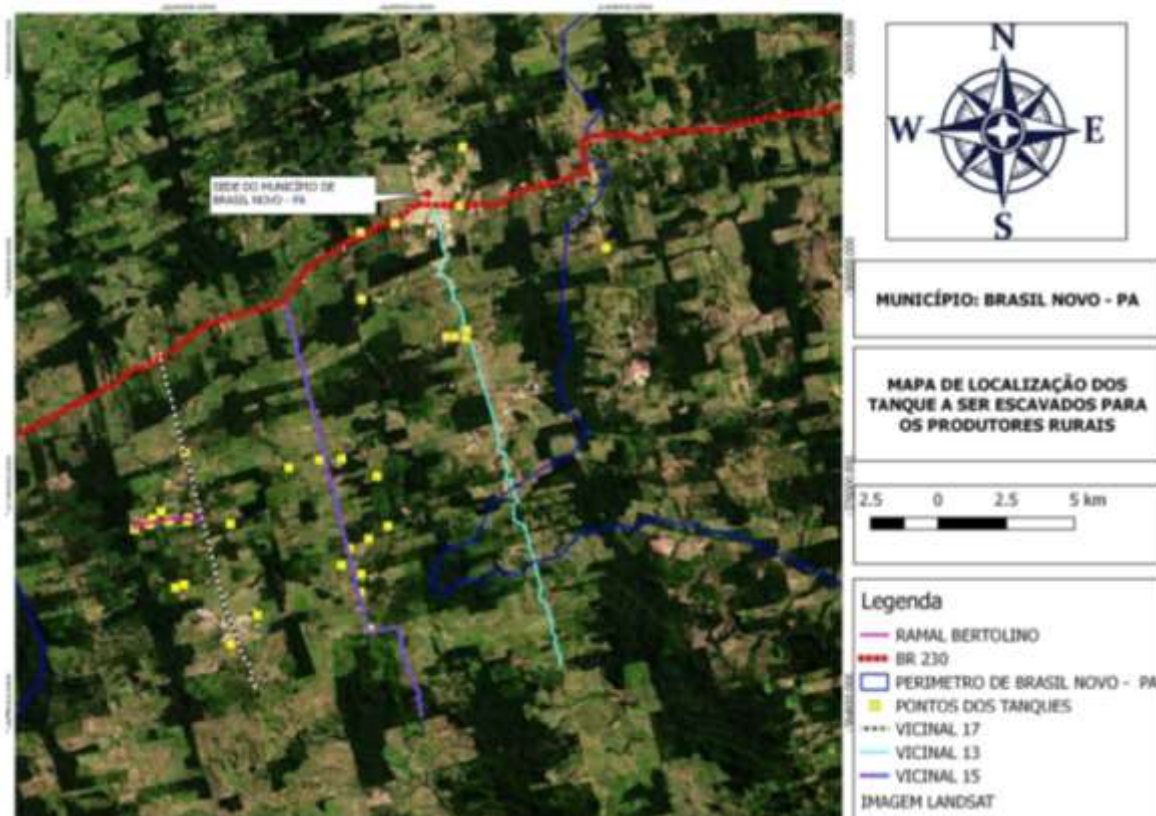 SEDE DO MUNICÍPIO DE
BRASIL NOVO - PA
N
W
E
S
MUNICÍPIO: BRASIL NOVO - PA
MAPA DE LOCALIZAÇÃO DOS
TANQUE A SER ESCAVADOS PARA
OS PRODUTORES RURAIS
2.5 0 2.5 5 km
Legenda
RAMAL BERTOLINO
BR 230
PERIMETRO DE BRASIL NOVO - PA
PONTOS DOS TANQUES
VICINAL 17
VICINAL 13
VICINAL 15
IMAGEM LANDSAT